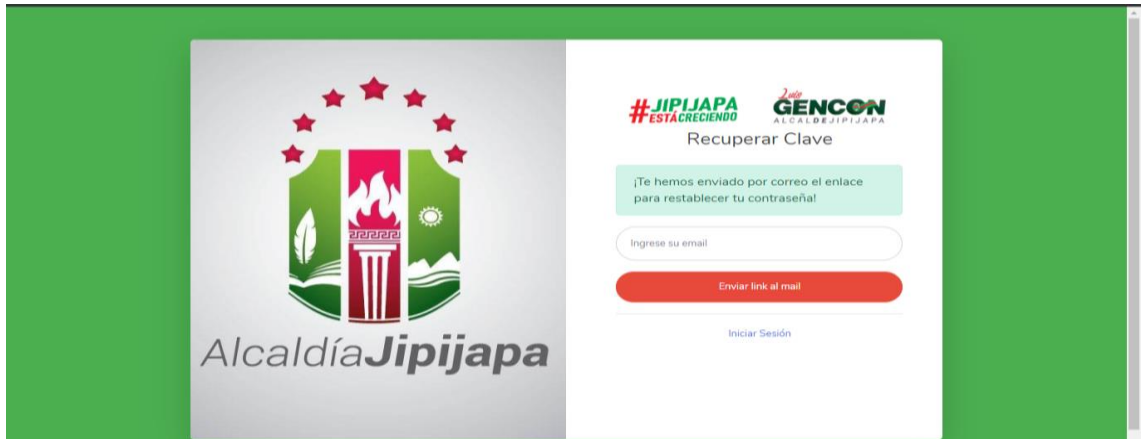 AlcaldíaJipijapa
#JIPIJAPA
ESTÁCRECIENDO
Luis
GENCON
ALCALDEJIPIJAPA
Recuperar Clave
¡Te hemos enviado por correo el enlace
para restablecer tu contraseña!
Ingrese su email
Enviar link al mail
Iniciar Sesión